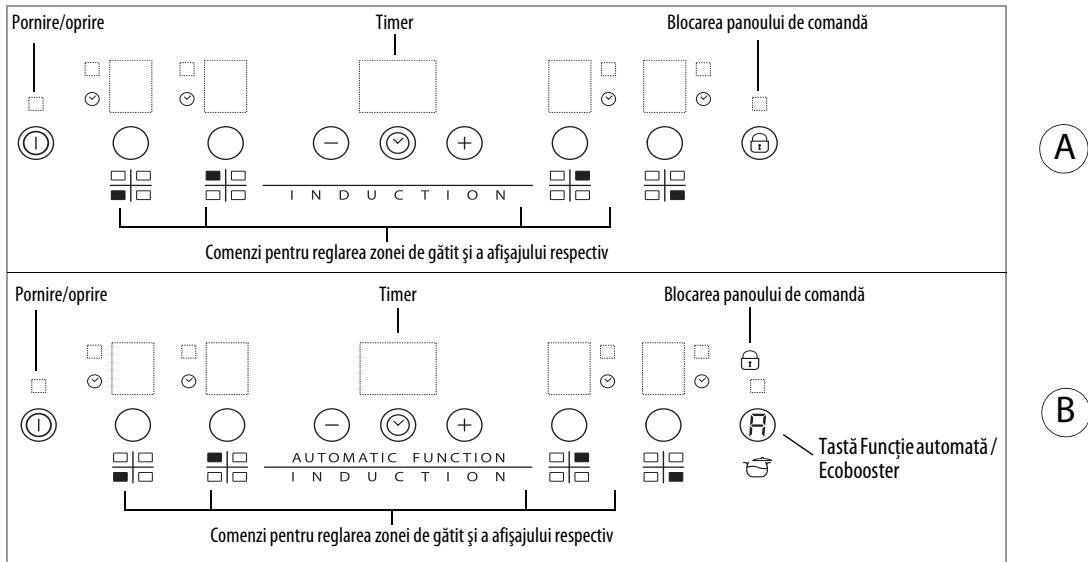 Pornire/oprire
Timer
Blocarea panoului de comandă
A
INDUCTION
Comenzi pentru reglarea zonei de gătit şi a afişajului respectiv
Pornire/oprire
Timer
Blocarea panoului de comandă
B
A
AUTOMATIC FUNCTION
INDUCTION
Tastă Funcţie automată /
Ecobooster
Comenzi pentru reglarea zonei de gătit şi a afişajului respectiv